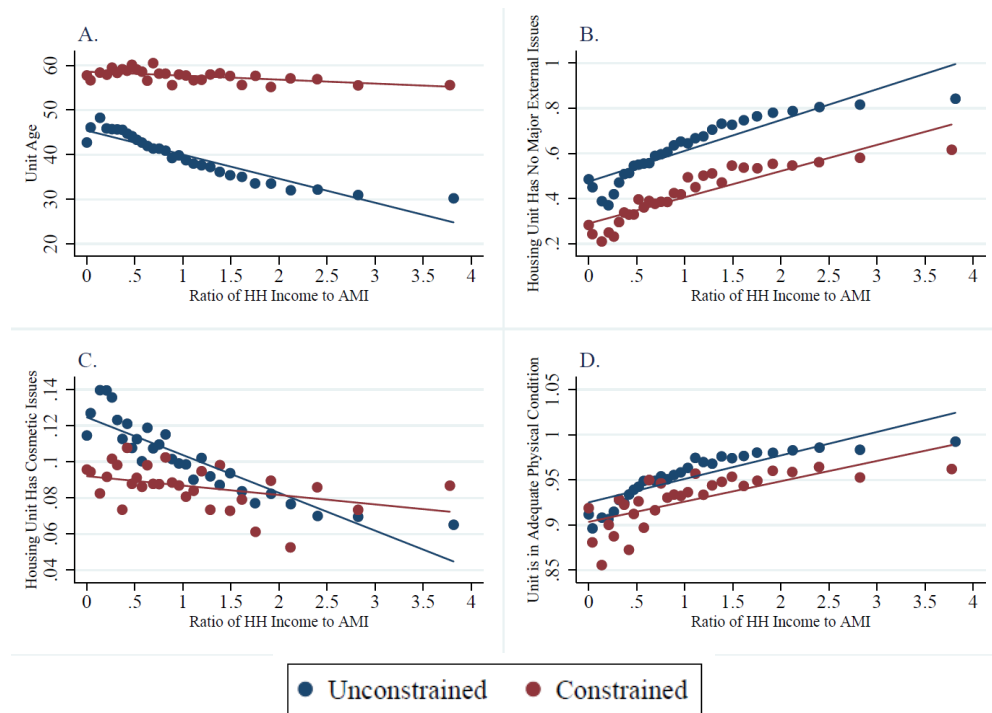 A.
Unit Age
60
50
40
30
20
0 .5 1 1.5 2 2.5 3 3.5 4
Ratio of HH Income to AMI
B.
Housing Unit Has No Major External Issues
1
.8
.6
.4
.2
0 .5 1 1.5 2 2.5 3 3.5 4
Ratio of HH Income to AMI
C.
Housing Unit Has Cosmetic Issues
.14
.12
.1
.08
.06
.04
0 .5 1 1.5 2 2.5 3 3.5 4
Ratio of HH Income to AMI
D.
Unit is in Adequate Physical Condition
1.05
1
.95
.9
.85
0 .5 1 1.5 2 2.5 3 3.5 4
Ratio of HH Income to AMI
Unconstrained Constrained